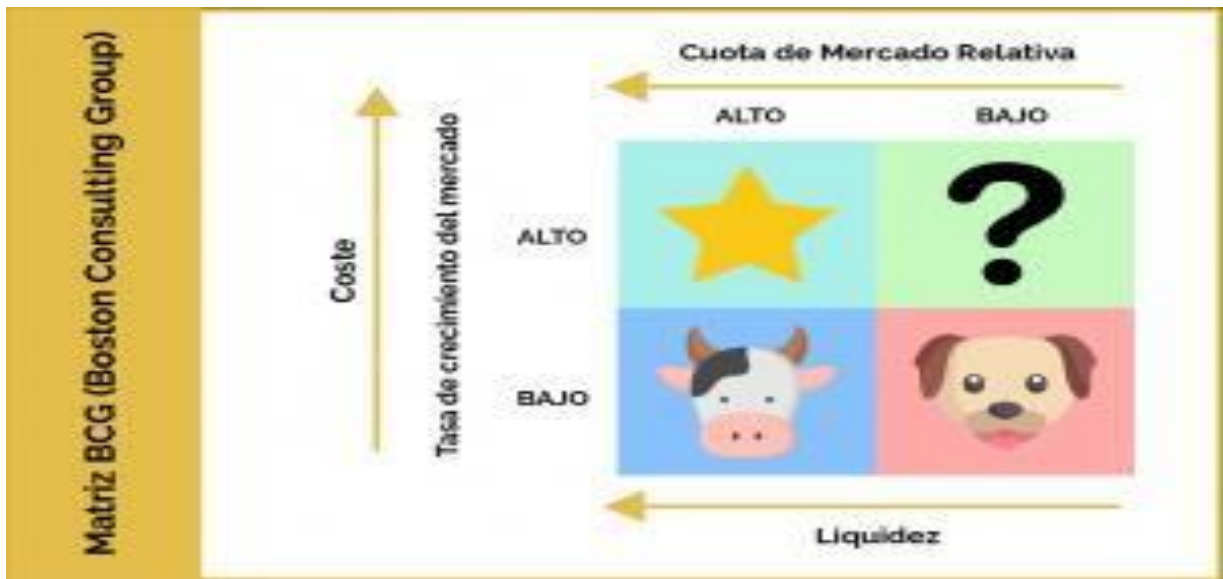 Matriz BCG (Boston Consulting Group)
Coste
Tasa de crecimiento del mercado
Cuota de Mercado Relativa
ALTO
BAJO
ALTO
BAJO
Liquidez